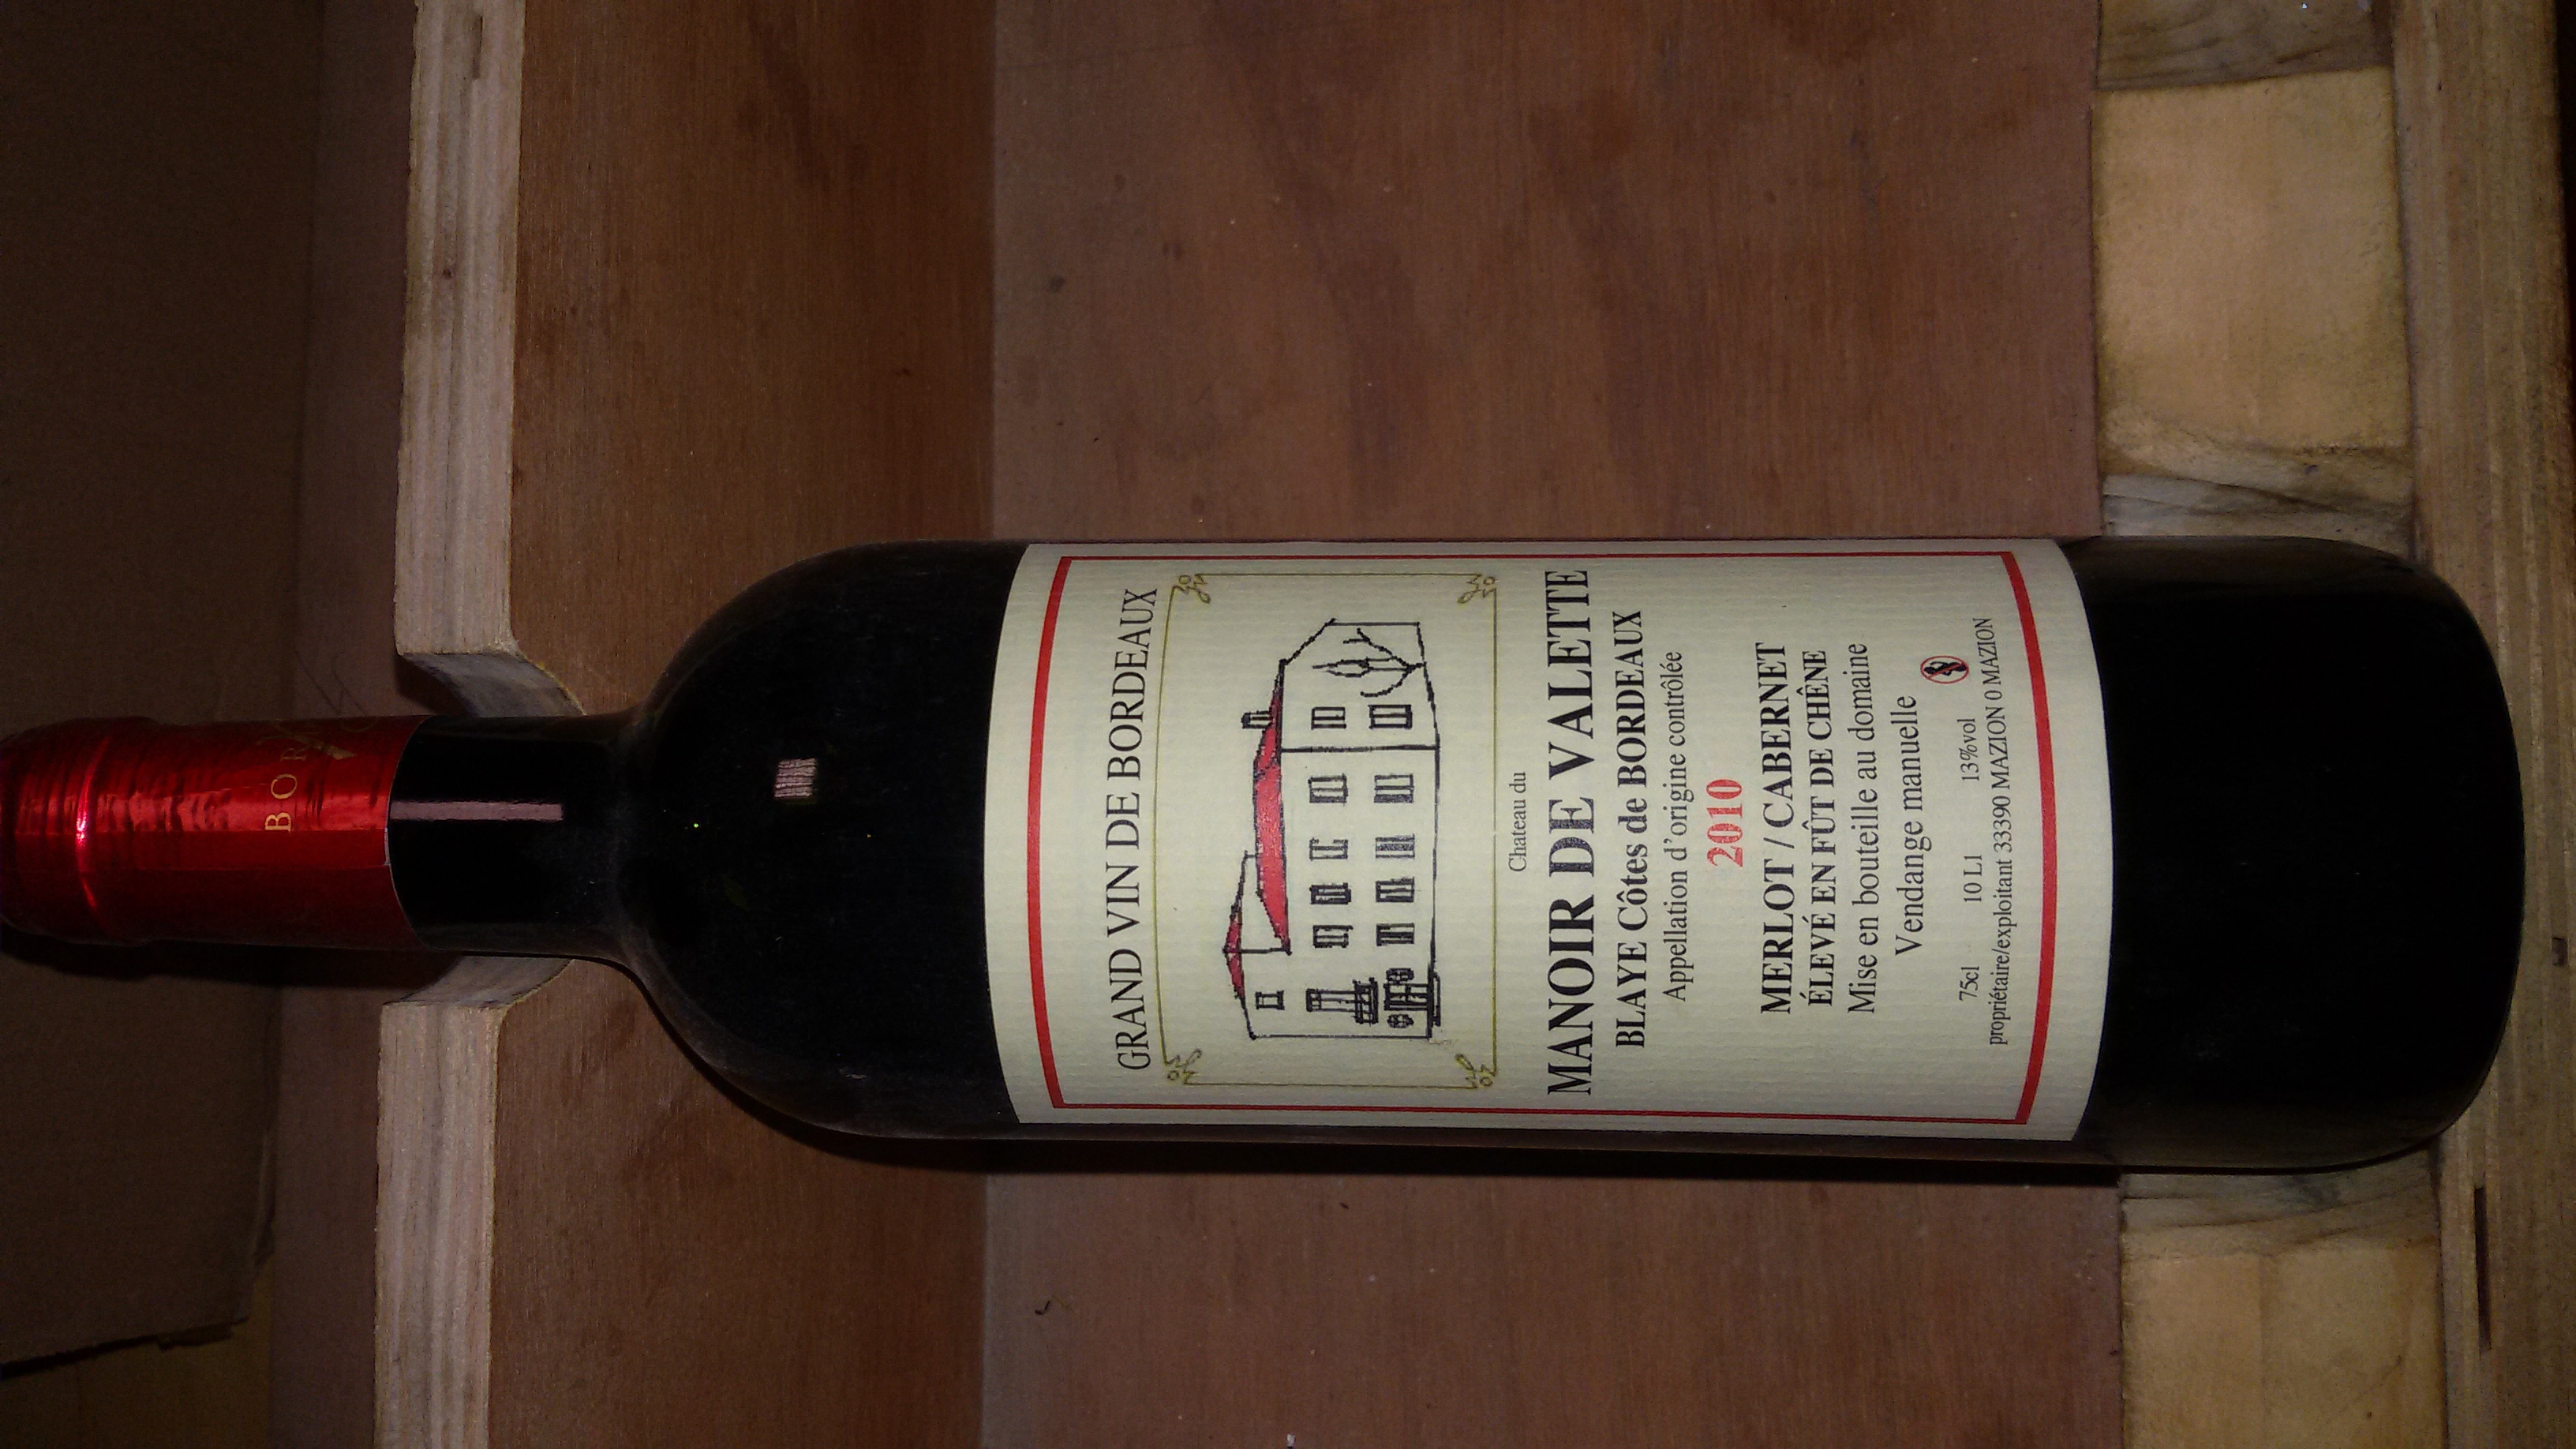 BOR
GRAND VIN DE BORDEAUX
Chateau du
MANOIR DE VALETTE
BLAYE Côtes de BORDEAUX
Appellation d'origine contrôlée
2010
MERLOT / CABERNET
ÉLEVÉ EN FÛT DE CHÊNE
Mise en bouteille au domaine
Vendange manuelle
75cl 10 L1 13%vol
propriétaire/exploitant 33390 MAZION 0 MAZION